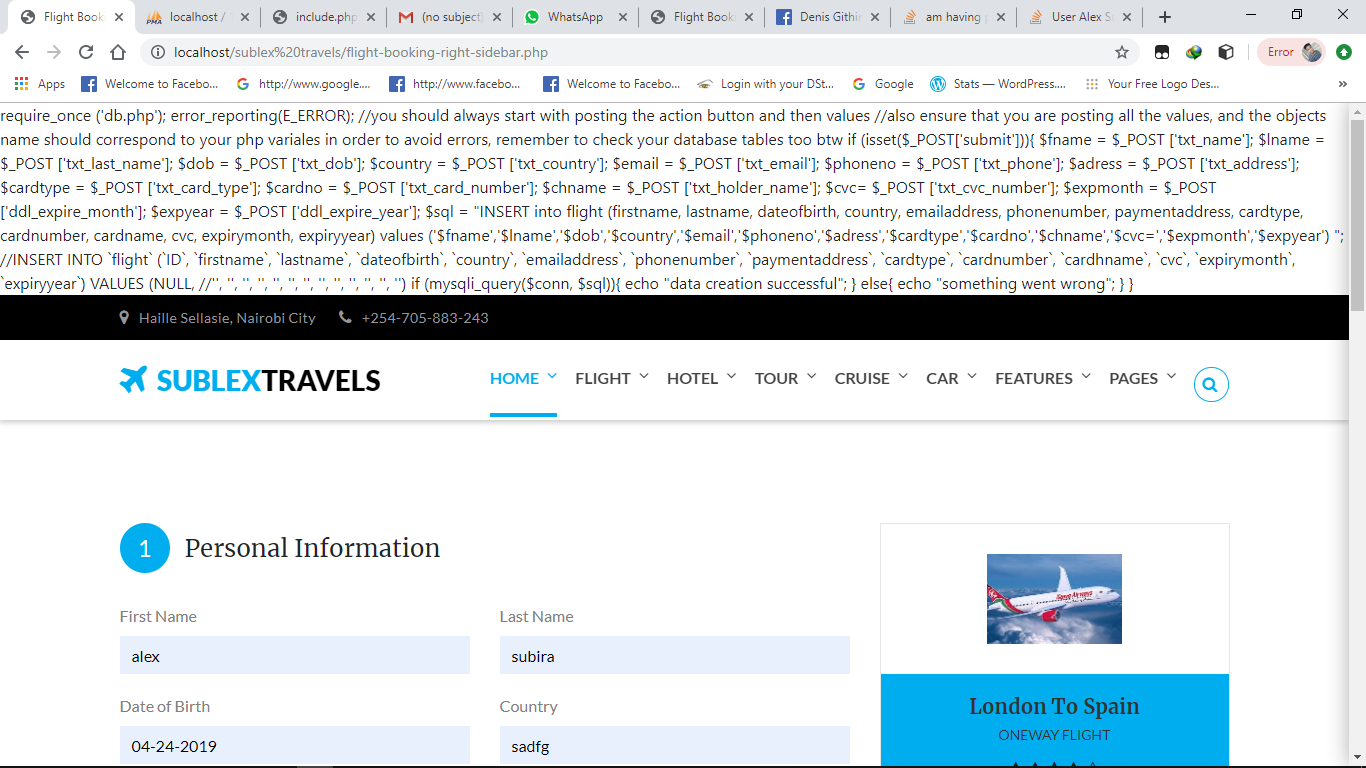 Flight Book
localhost /
include.php
(no subject)
WhatsApp
Flight Book
Denis Githir
am having p
User Alex S
localhost/sublex%20travels/flight-booking-right-sidebar.php
Error
Apps
Welcome to Facebo...
http://www.google....
http://www.facebo...
Welcome to Facebo...
Login with your DSt...
Google
Stats — WordPress....
Your Free Logo Des...
»
require_once ('db.php'); error_reporting(E_ERROR); //you should always start with posting the action button and then values //also ensure that you are posting all the values, and the objects
name should correspond to your php variales in order to avoid errors, remember to check your database tables too btw if (isset($_POST['submit'])){ $fname = $_POST ['txt_name']; $lname =
$_POST ['txt_last_name']; $dob = $_POST ['txt_dob']; $country = $_POST ['txt_country']; $email = $_POST ['txt_email']; $phoneno = $_POST ['txt_phone']; $adress = $_POST ['txt_address'];
$cardtype = $_POST ['txt_card_type']; $cardno = $_POST ['txt_card_number']; $chname = $_POST ['txt_holder_name']; $cvc= $_POST ['txt_cvc_number']; $expmonth = $_POST
['ddl_expire_month']; $expyear = $_POST ['ddl_expire_year']; $sql = "INSERT into flight (firstname, lastname, dateofbirth, country, emailaddress, phonenumber, paymentaddress, cardtype,
cardnumber, cardname, cvc, expirymonth, expiryyear) values ('$fname','$lname','$dob','$country','$email','$phoneno','$adress','$cardtype','$cardno','$chname','$cvc=','$expmonth','$expyear') ";
//INSERT INTO `flight` (`ID`, `firstname`, `lastname`, `dateofbirth`, `country`, `emailaddress`, `phonenumber`, `paymentaddress`, `cardtype`, `cardnumber`, `cardhname`, `cvc`, `expirymonth`,
`expiryyear`) VALUES (NULL, //'', '', '', '', '', '', '', '', '', '', '', '', '') if (mysqli_query($conn, $sql)){ echo "data creation successful"; } else{ echo "something went wrong"; } }
Haille Sellasie, Nairobi City
+254-705-883-243
SUBLEXTRAVELS
HOME
FLIGHT
HOTEL
TOUR
CRUISE
CAR
FEATURES
PAGES
1 Personal Information
First Name
Last Name
alex
subira
Date of Birth
Country
04-24-2019
sadfg
Kenya Airways
London To Spain
ONEWAY FLIGHT